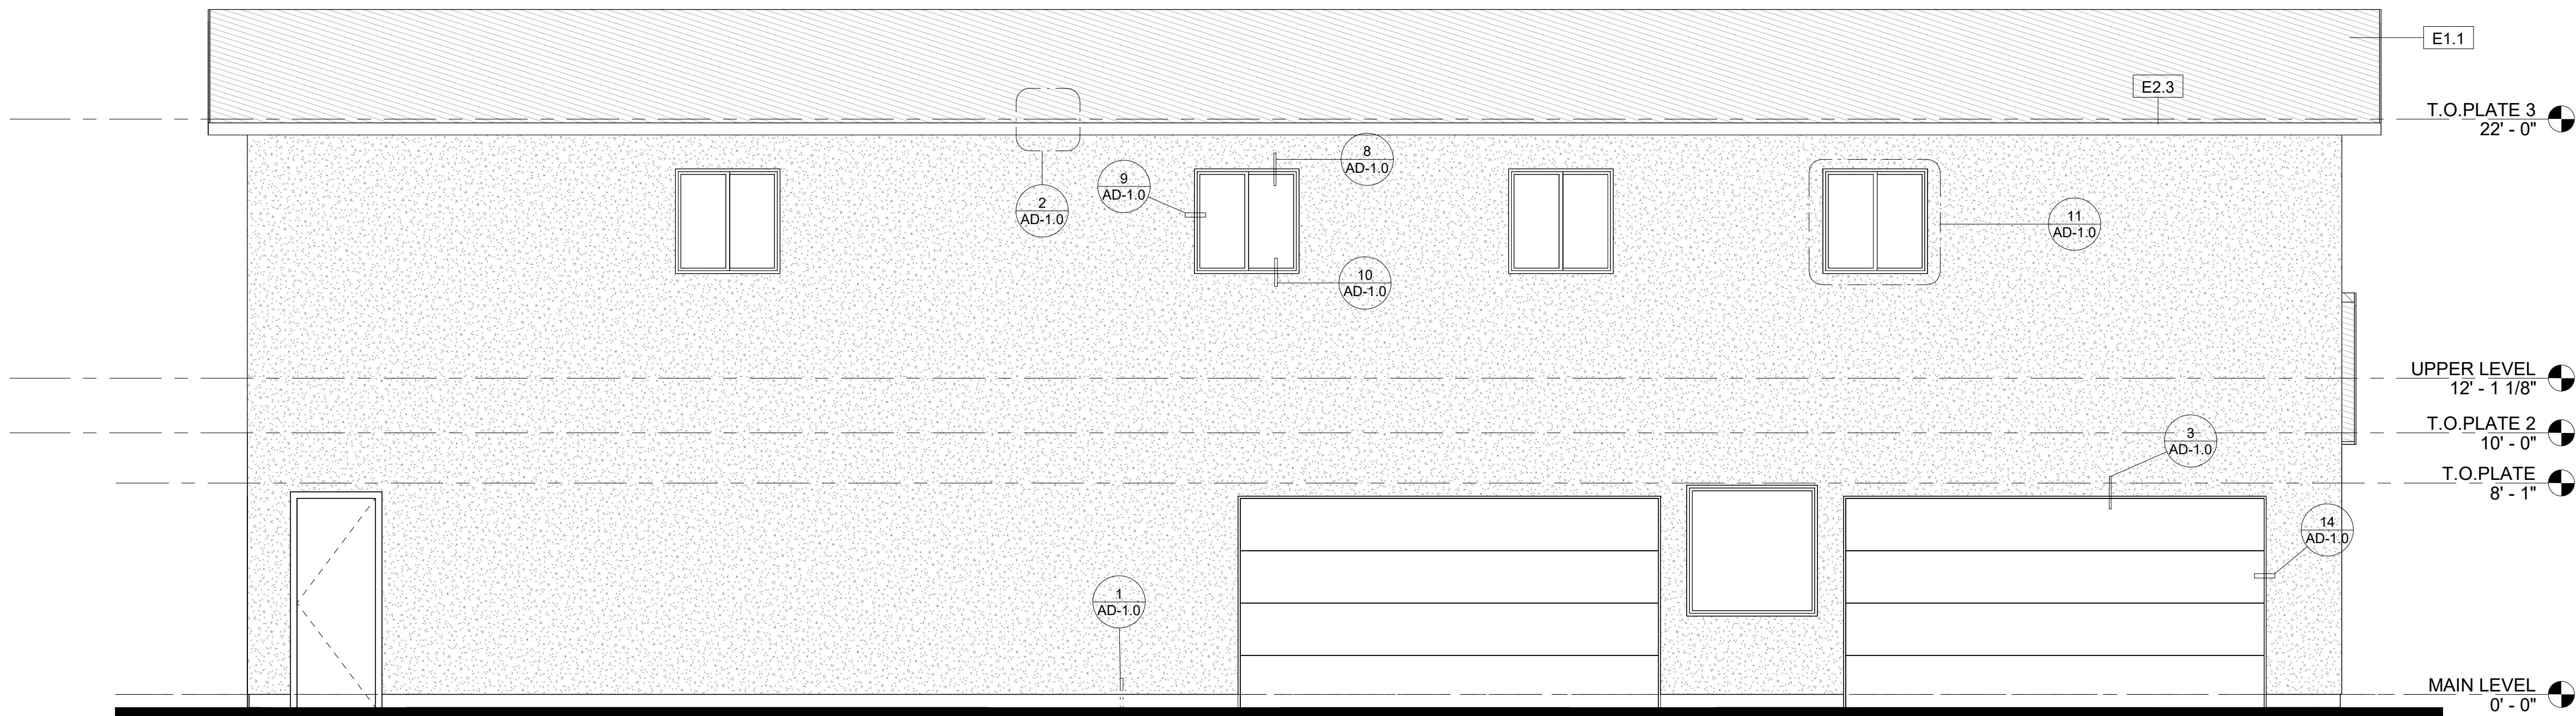 E1.1
E2.3
T.O.PLATE 3
22' - 0"
8
AD-1.0
9
AD-1.0
2
AD-1.0
11
AD-1.0
10
AD-1.0
UPPER LEVEL
12' - 1 1/8"
T.O.PLATE 2
10' - 0"
3
AD-1.0
T.O.PLATE
8' - 1"
14
AD-1.0
1
AD-1.0
MAIN LEVEL
0' - 0"